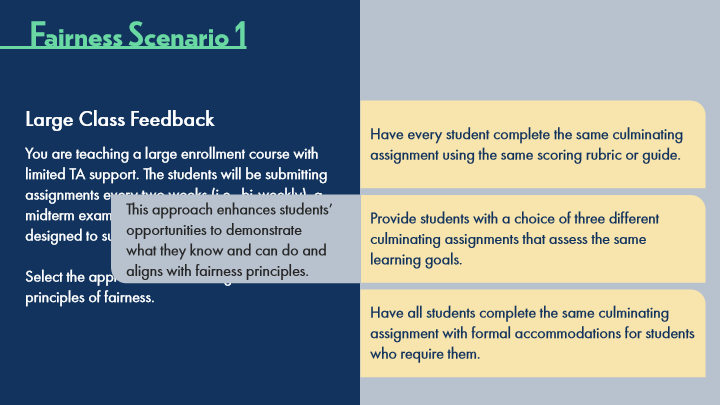 Fairness Scenario 1
Large Class Feedback
You are teaching a large enrollment course with
limited TA support. The students will be submitting
assignments every two weeks (i.e., bi-weekly), a
midterm exam
designed to su
Select the app
principles of fairness.
This approach enhances students’
opportunities to demonstrate
what they know and can do and
aligns with fairness principles.
Have every student complete the same culminating
assignment using the same scoring rubric or guide.
Provide students with a choice of three different
culminating assignments that assess the same
learning goals.
Have all students complete the same culminating
assignment with formal accommodations for students
who require them.